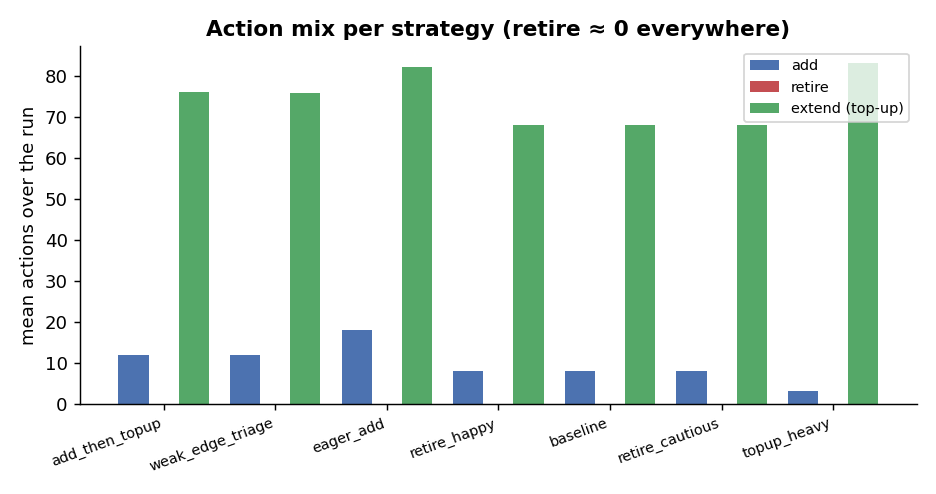 Action mix per strategy (retire ≈ 0 everywhere)
mean actions over the run
80
70
60
50
40
30
20
10
0
add
retire
extend (top-up)
add_then_topup
weak_edge_triage
eager_add
retire_happy
baseline
retire_cautious
topup_heavy